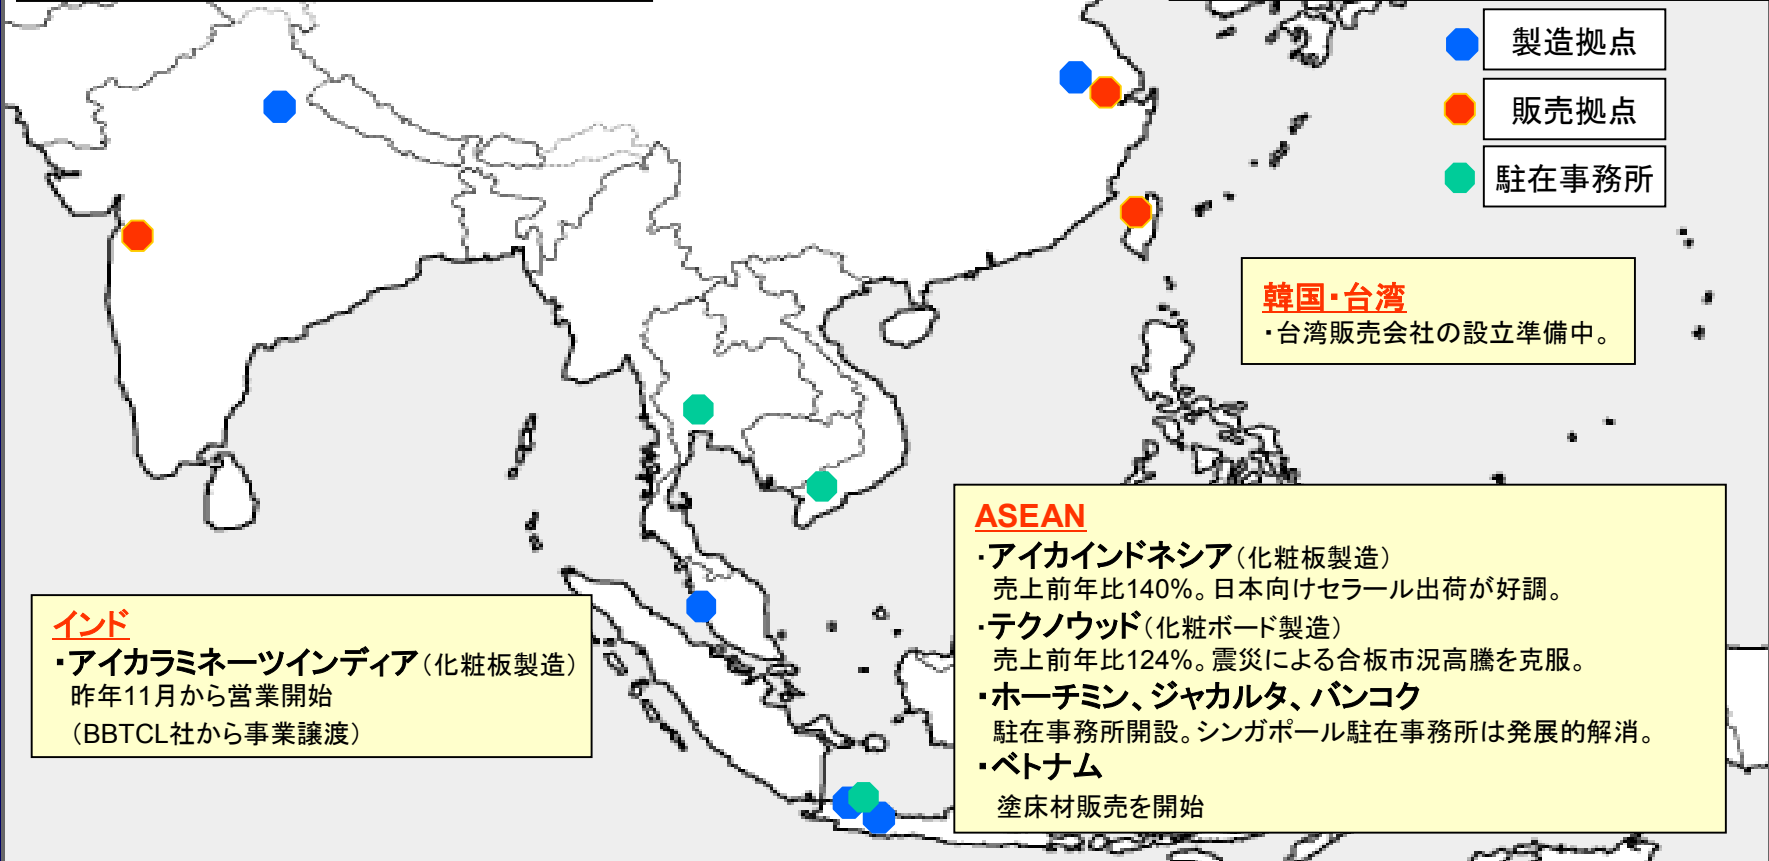 製造拠点
販売拠点
駐在事務所
韓国・台湾
・台湾販売会社の設立準備中。
ASEAN
・アイカインドネシア（化粧板製造）
売上前年比140%。日本向けセラール出荷が好調。
・テクノウッド（化粧ボード製造）
売上前年比124%。震災による合板市況高騰を克服。
・ホーチミン、ジャカルタ、バンコク
駐在事務所開設。シンガポール駐在事務所は発展的解消。
・ベトナム
塗床材販売を開始
インド
・アイカラミネーツインディア（化粧板製造）
昨年11月から営業開始
（BBTCL社から事業譲渡）